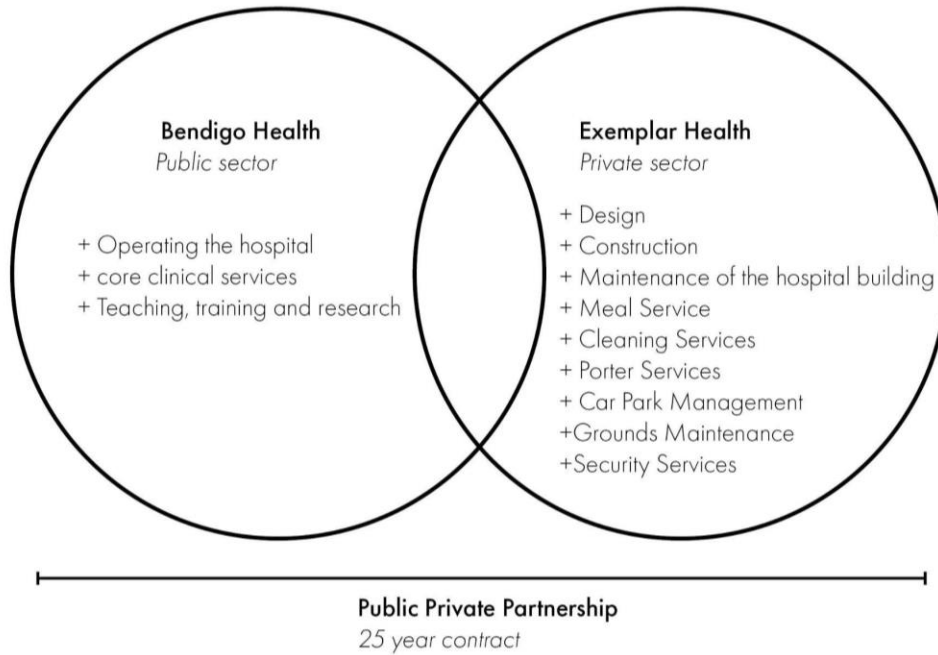 Bendigo Health
Public sector
+ Operating the hospital
+ core clinical services
+ Teaching, training and research
Exemplar Health
Private sector
+ Design
+ Construction
+ Maintenance of the hospital building
+ Meal Service
+ Cleaning Services
+ Porter Services
+ Car Park Management
+Grounds Maintenance
+Security Services
Public Private Partnership
25 year contract